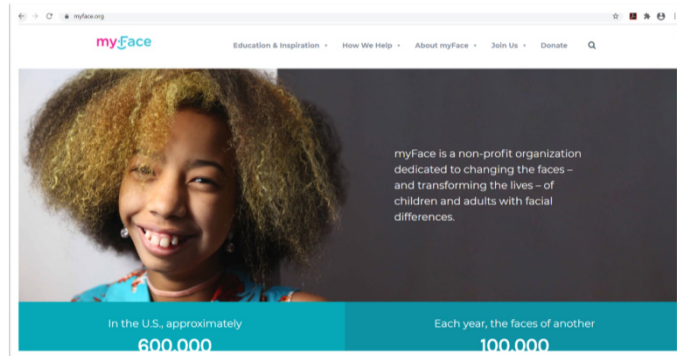 myface.org
my Face
Education & Inspiration
How We Help
About myFace
Join Us
Donate
myFace is a non-profit organization
dedicated to changing the faces –
and transforming the lives – of
children and adults with facial
differences.
In the U.S., approximately
600,000
Each year, the faces of another
100,000